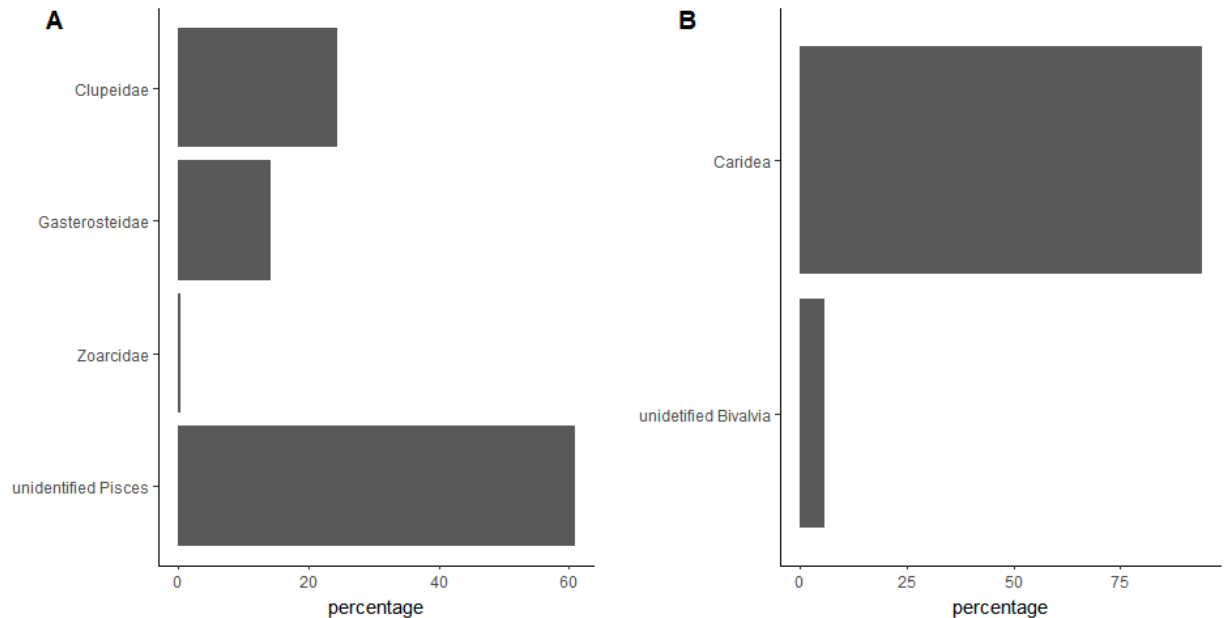 A
Clupeidae
Gasterosteidae
Zoarcidae
unidentified Pisces
0 20 40 60
percentage
B
Caridea
unidetified Bivalvia
0 25 50 75
percentage